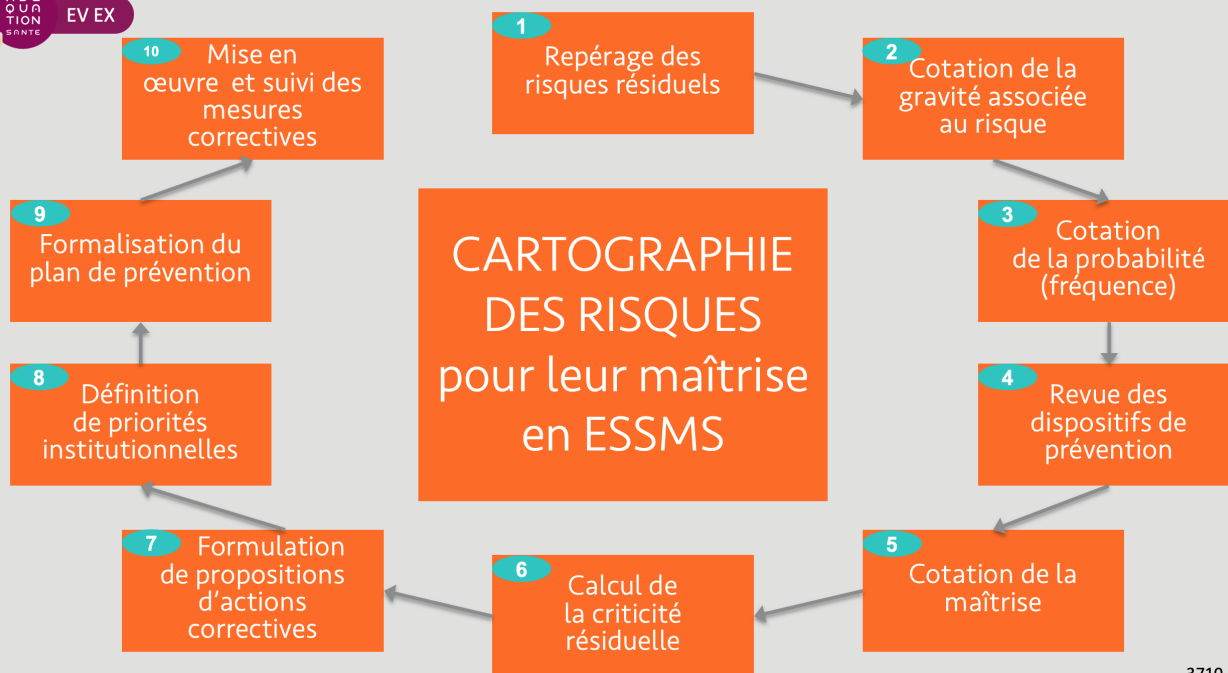 QUA
TION
SANTE
EV EX
1
Repérage des
risques résiduels
2
Cotation de la
gravité associée
au risque
3
Cotation
de la probabilité
(fréquence)
4
Revue des
dispositifs de
prévention
5
Cotation de la
maîtrise
6
Calcul de
la criticité
résiduelle
7
Formulation
de propositions
d’actions
correctives
8
Définition
de priorités
institutionnelles
9
Formalisation du
plan de prévention
10
Mise en
œuvre et suivi des
mesures
correctives
CARTOGRAPHIE
DES RISQUES
pour leur maîtrise
en ESSMS